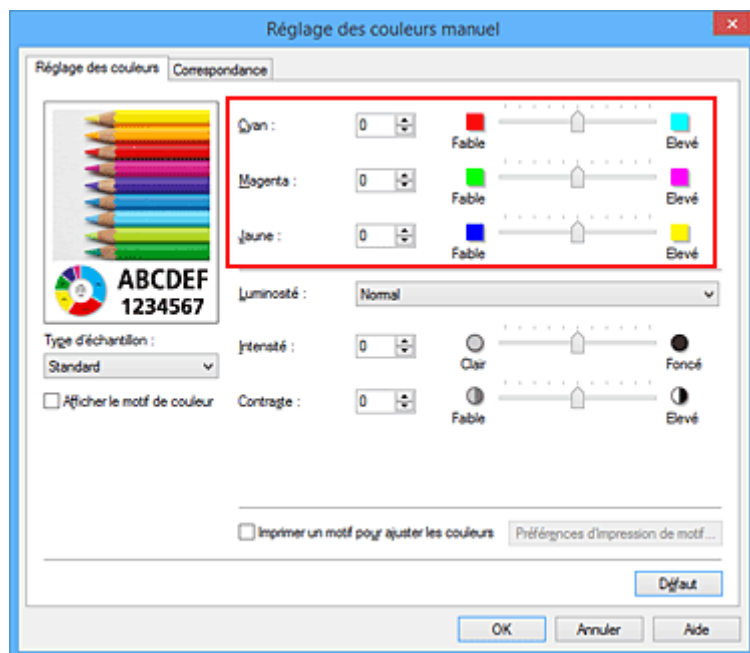 Réglage des couleurs manuel
Réglage des couleurs
Correspondance
Cyan :
0
Faible
Elevé
Magenta :
0
Faible
Elevé
Jaune :
0
Faible
Elevé
ABCDEF
1234567
Luminosité :
Normal
Type d'échantillon :
Standard
Intensité :
0
Clair
Foncé
Afficher le motif de couleur
Contraste :
0
Faible
Elevé
Imprimer un motif pour ajuster les couleurs
Préférences d'impression de motif...
Défaut
OK
Annuler
Aide